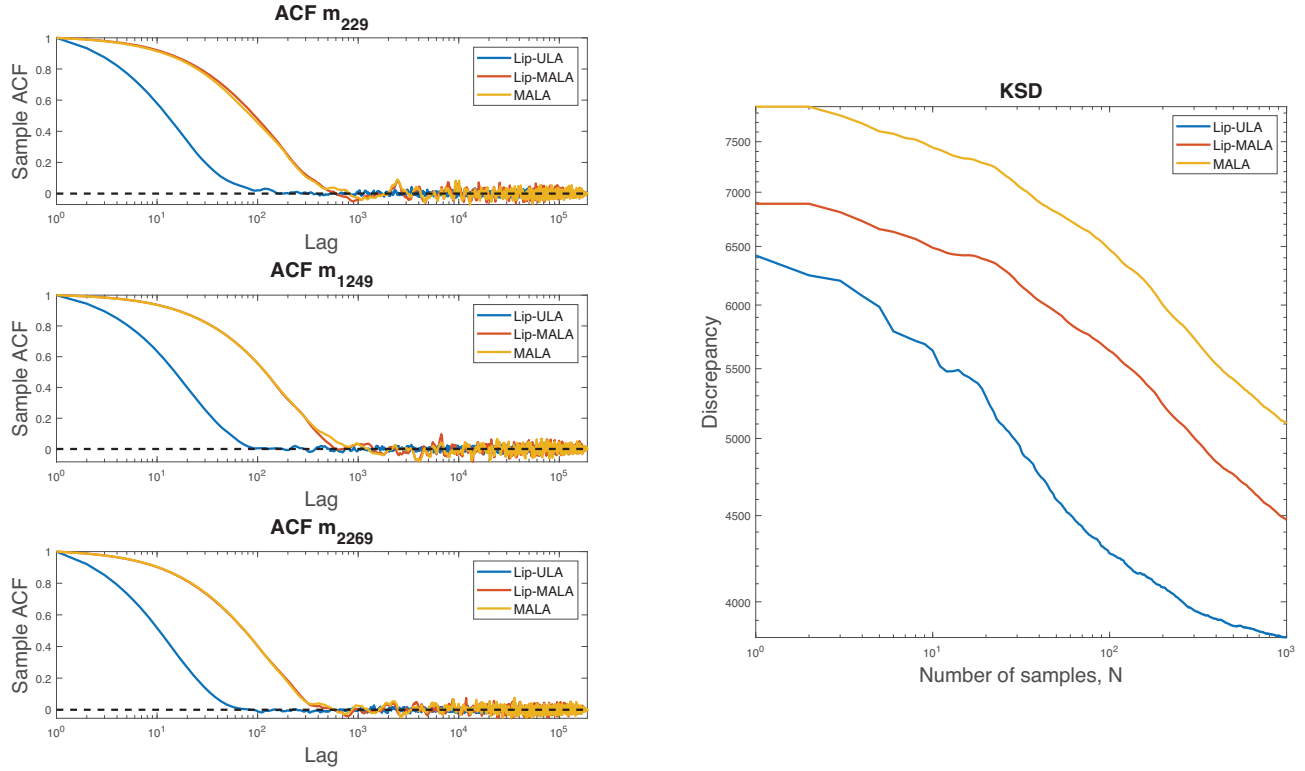 ACF m229
Sample ACF
1
0.8
0.6
0.4
0.2
0
Lip-ULA
Lip-MALA
MALA
10^0
10^1
10^2
10^3
10^4
10^5
Lag
ACF m1249
Sample ACF
1
0.8
0.6
0.4
0.2
0
Lip-ULA
Lip-MALA
MALA
10^0
10^1
10^2
10^3
10^4
10^5
Lag
ACF m2269
Sample ACF
1
0.8
0.6
0.4
0.2
0
Lip-ULA
Lip-MALA
MALA
10^0
10^1
10^2
10^3
10^4
10^5
Lag
KSD
Discrepancy
7500
7000
6500
6000
5500
5000
4500
4000
Lip-ULA
Lip-MALA
MALA
10^0
10^1
10^2
10^3
Number of samples, N